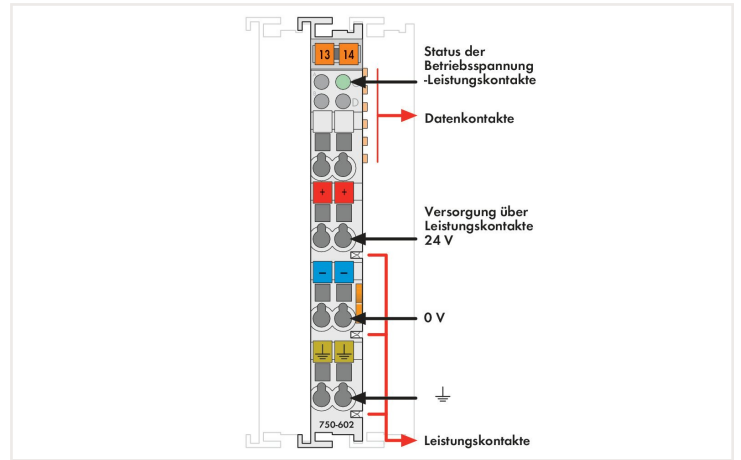 13 14
Status der
Betriebsspannung
-Leistungskontakte
Datenkontakte
+ +
Versorgung über
Leistungskontakte
24 V
– –
0 V
750-602
Leistungskontakte